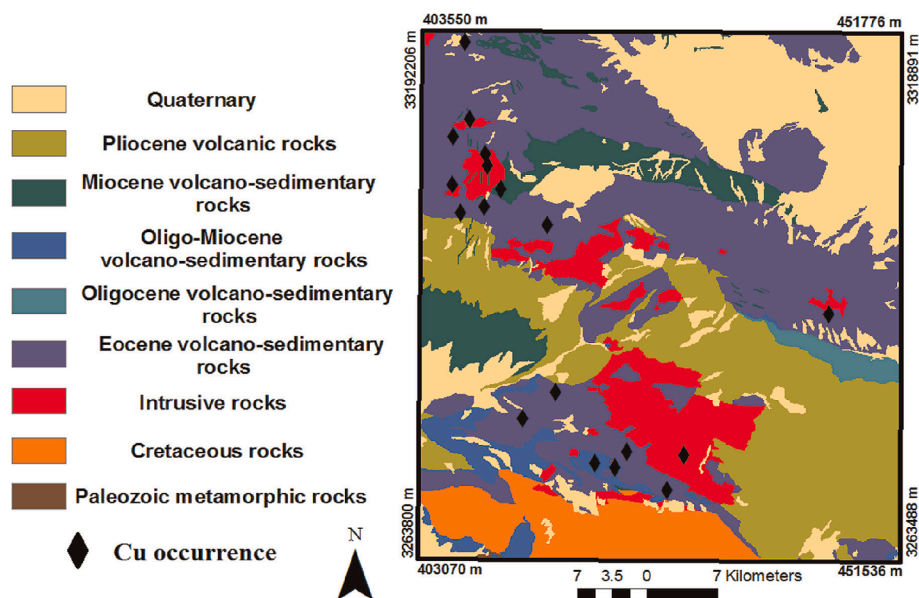 403550 m
451776 m
3319206 m
3318891 m
Quaternary
Pliocene volcanic rocks
Miocene volcano-sedimentary
rocks
Oligo-Miocene
volcano-sedimentary rocks
Oligocene volcano-sedimentary
rocks
Eocene volcano-sedimentary
rocks
Intrusive rocks
Cretaceous rocks
Paleozoic metamorphic rocks
Cu occurrence
N
3263800 m
3263488 m
403070 m
451536 m
7 3.5 0 7 Kilometers